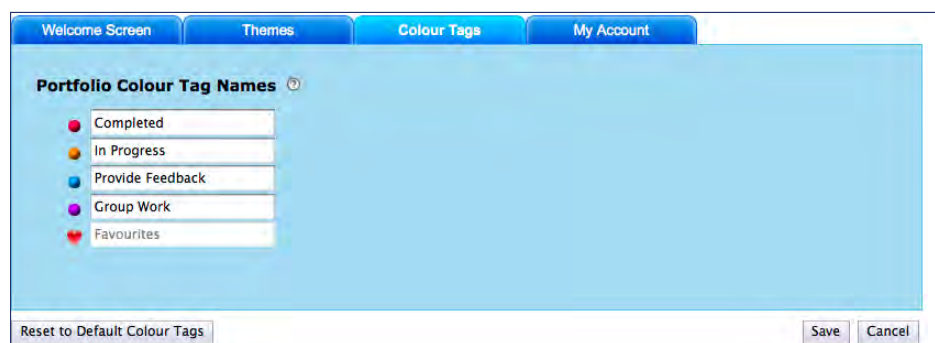 Welcome Screen Themes Colour Tags My Account
Portfolio Colour Tag Names ?
Completed
In Progress
Provide Feedback
Group Work
Favourites
Reset to Default Colour Tags Save Cancel